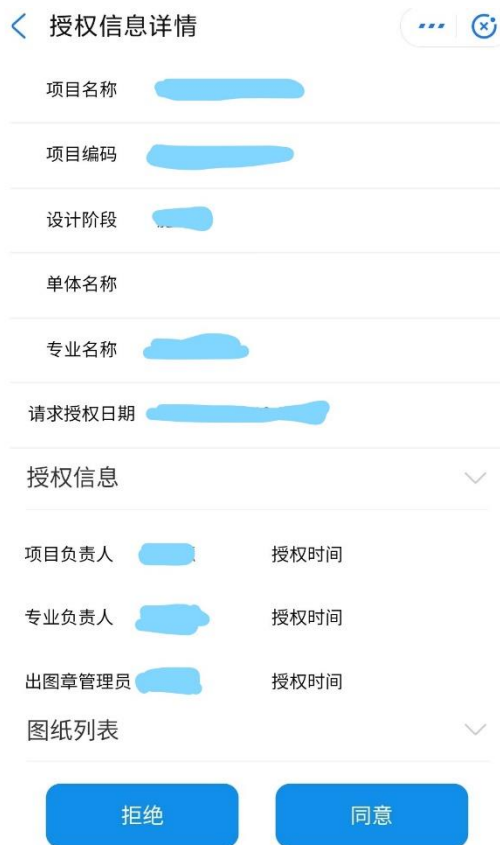 授权信息详情
项目名称
项目编码
设计阶段
单体名称
专业名称
请求授权日期
授权信息
项目负责人 授权时间
专业负责人 授权时间
出图章管理员 授权时间
图纸列表
拒绝 同意